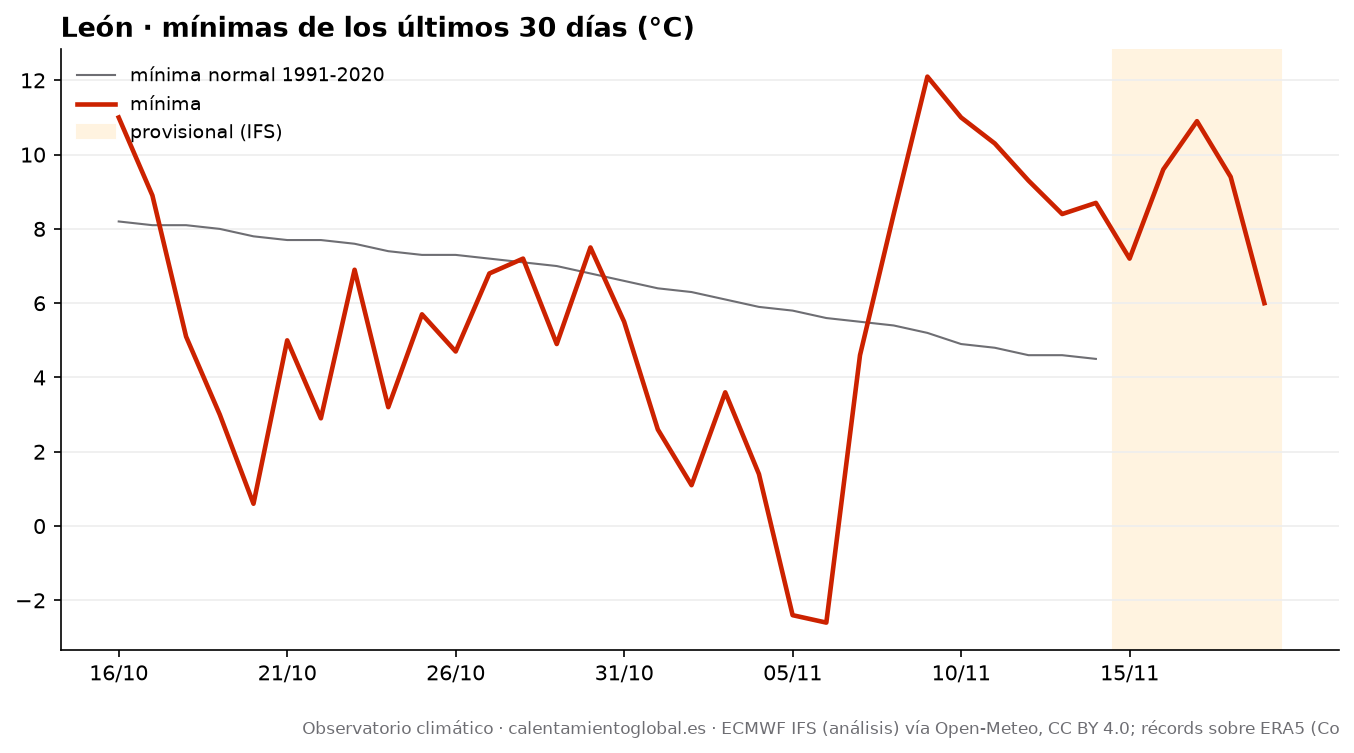 León · mínimas de los últimos 30 días (°C)
mínima normal 1991-2020
mínima
provisional (IFS)
12
10
8
6
4
2
0
−2
16/10 21/10 26/10 31/10 05/11 10/11 15/11
Observatorio climático · calentamientoglobal.es · ECMWF IFS (análisis) vía Open-Meteo, CC BY 4.0; récords sobre ERA5 (Co